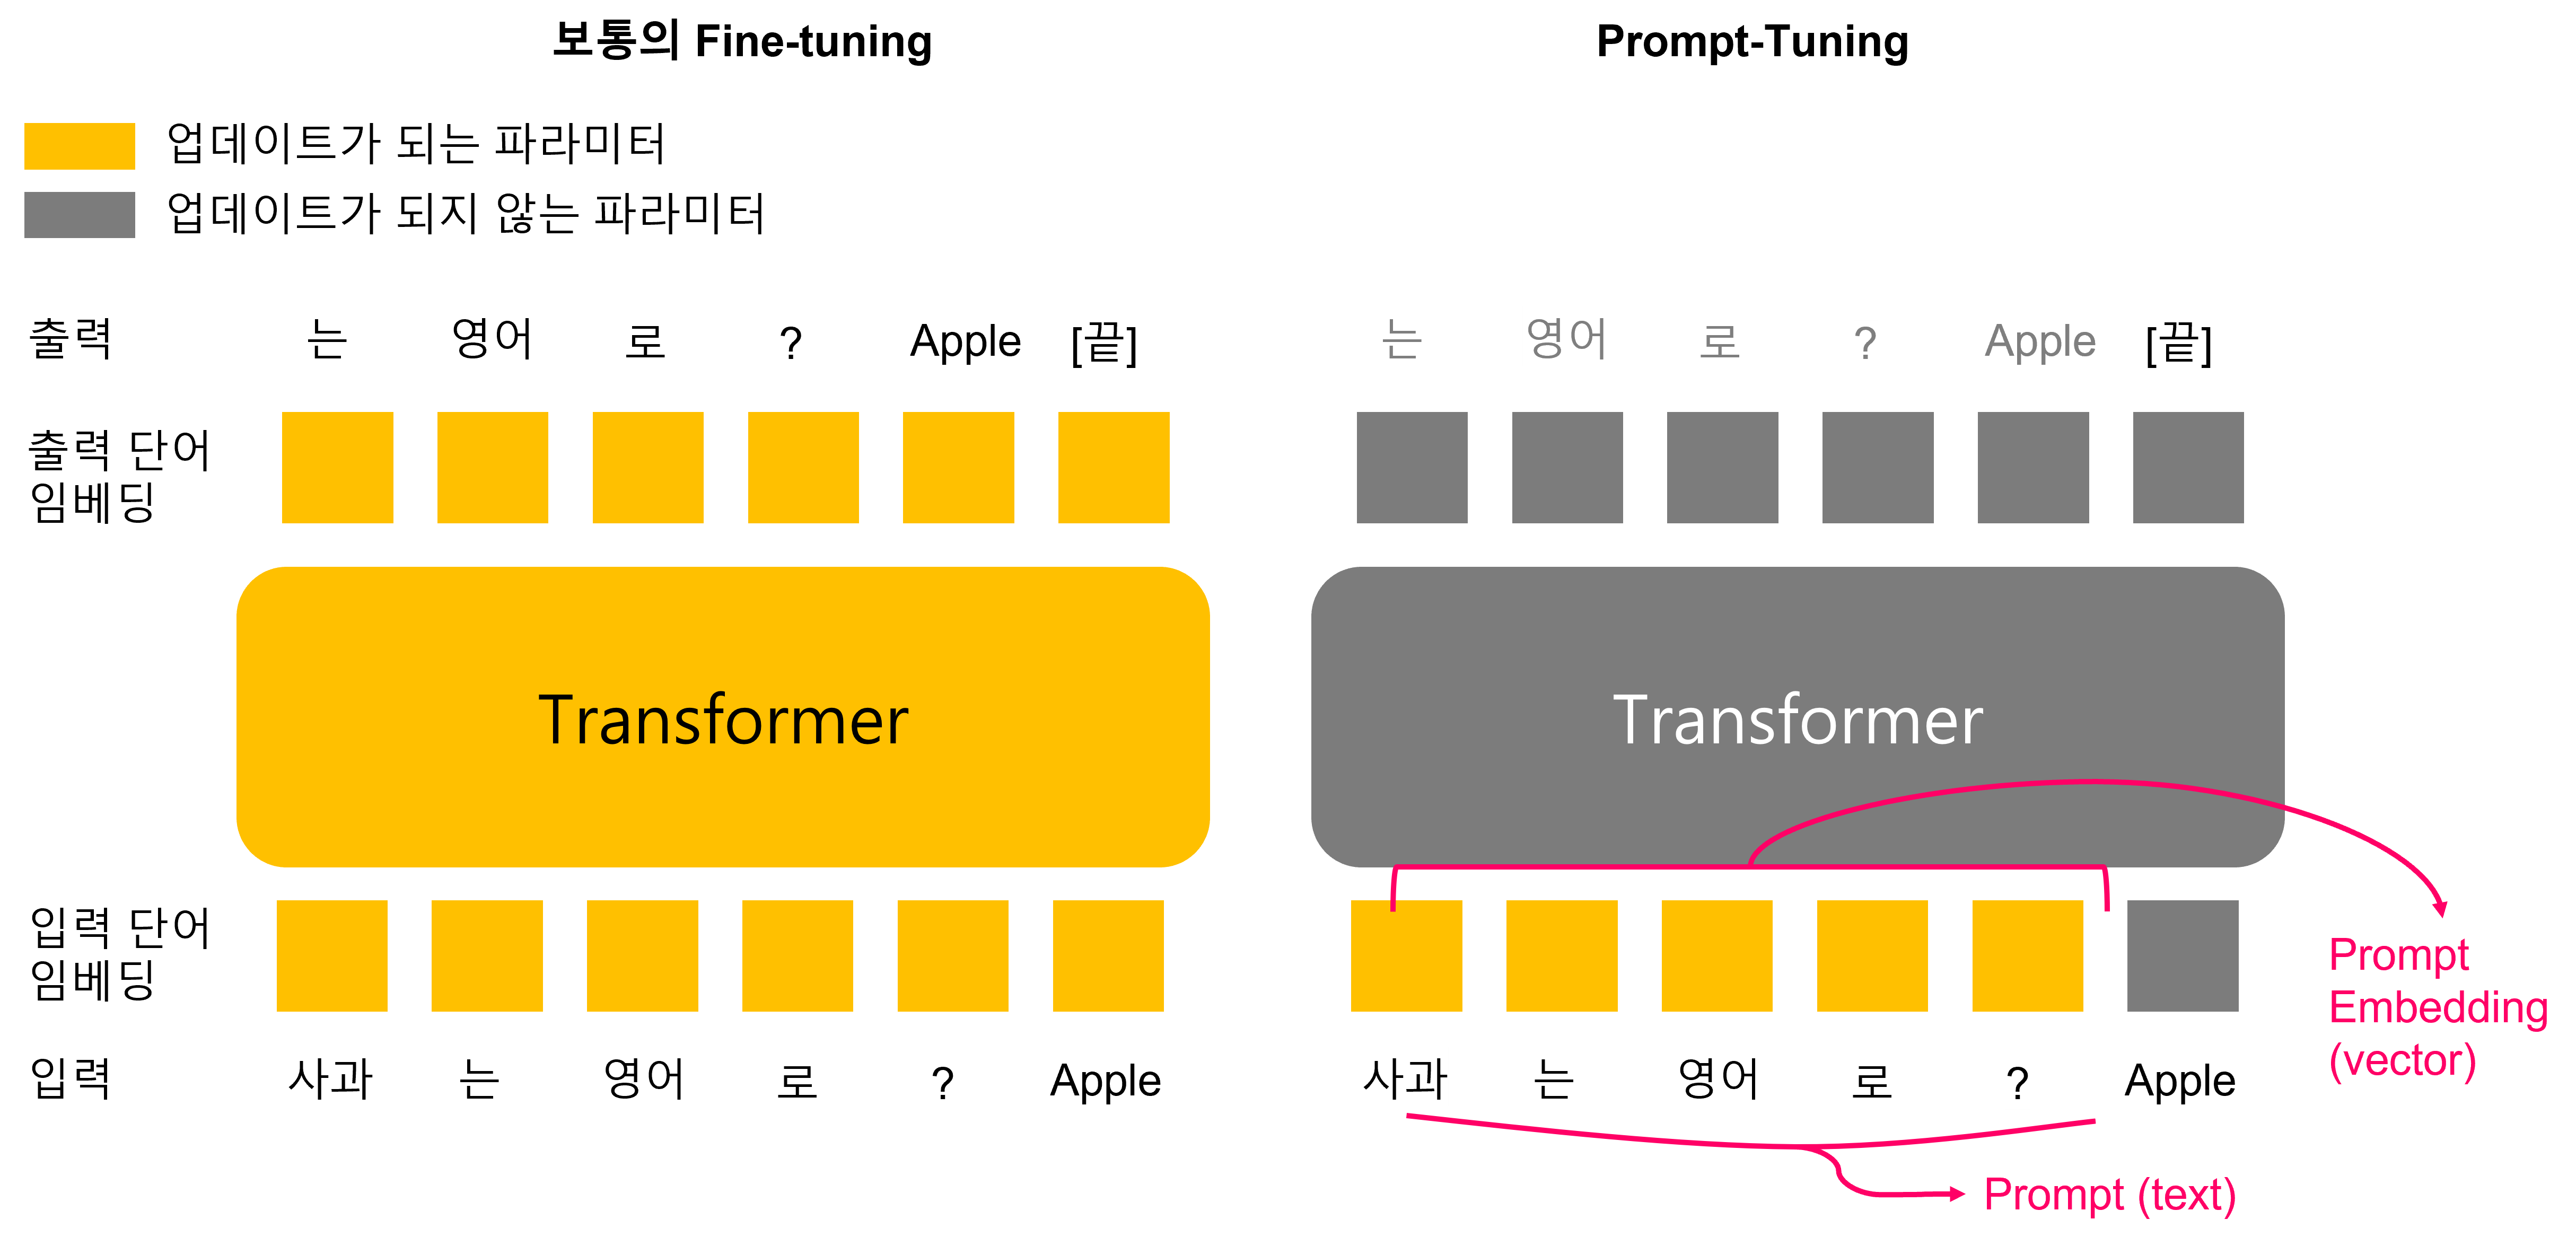 보통의 Fine-tuning
Prompt-Tuning
업데이트가 되는 파라미터
업데이트가 되지 않는 파라미터
출력 는 영어 로 ? Apple [끝]
는 영어 로 ? Apple [끝]
출력 단어
임베딩
Transformer
Transformer
입력 단어
임베딩
Prompt
Embedding
(vector)
입력 사과 는 영어 로 ? Apple
사과 는 영어 로 ? Apple
Prompt (text)